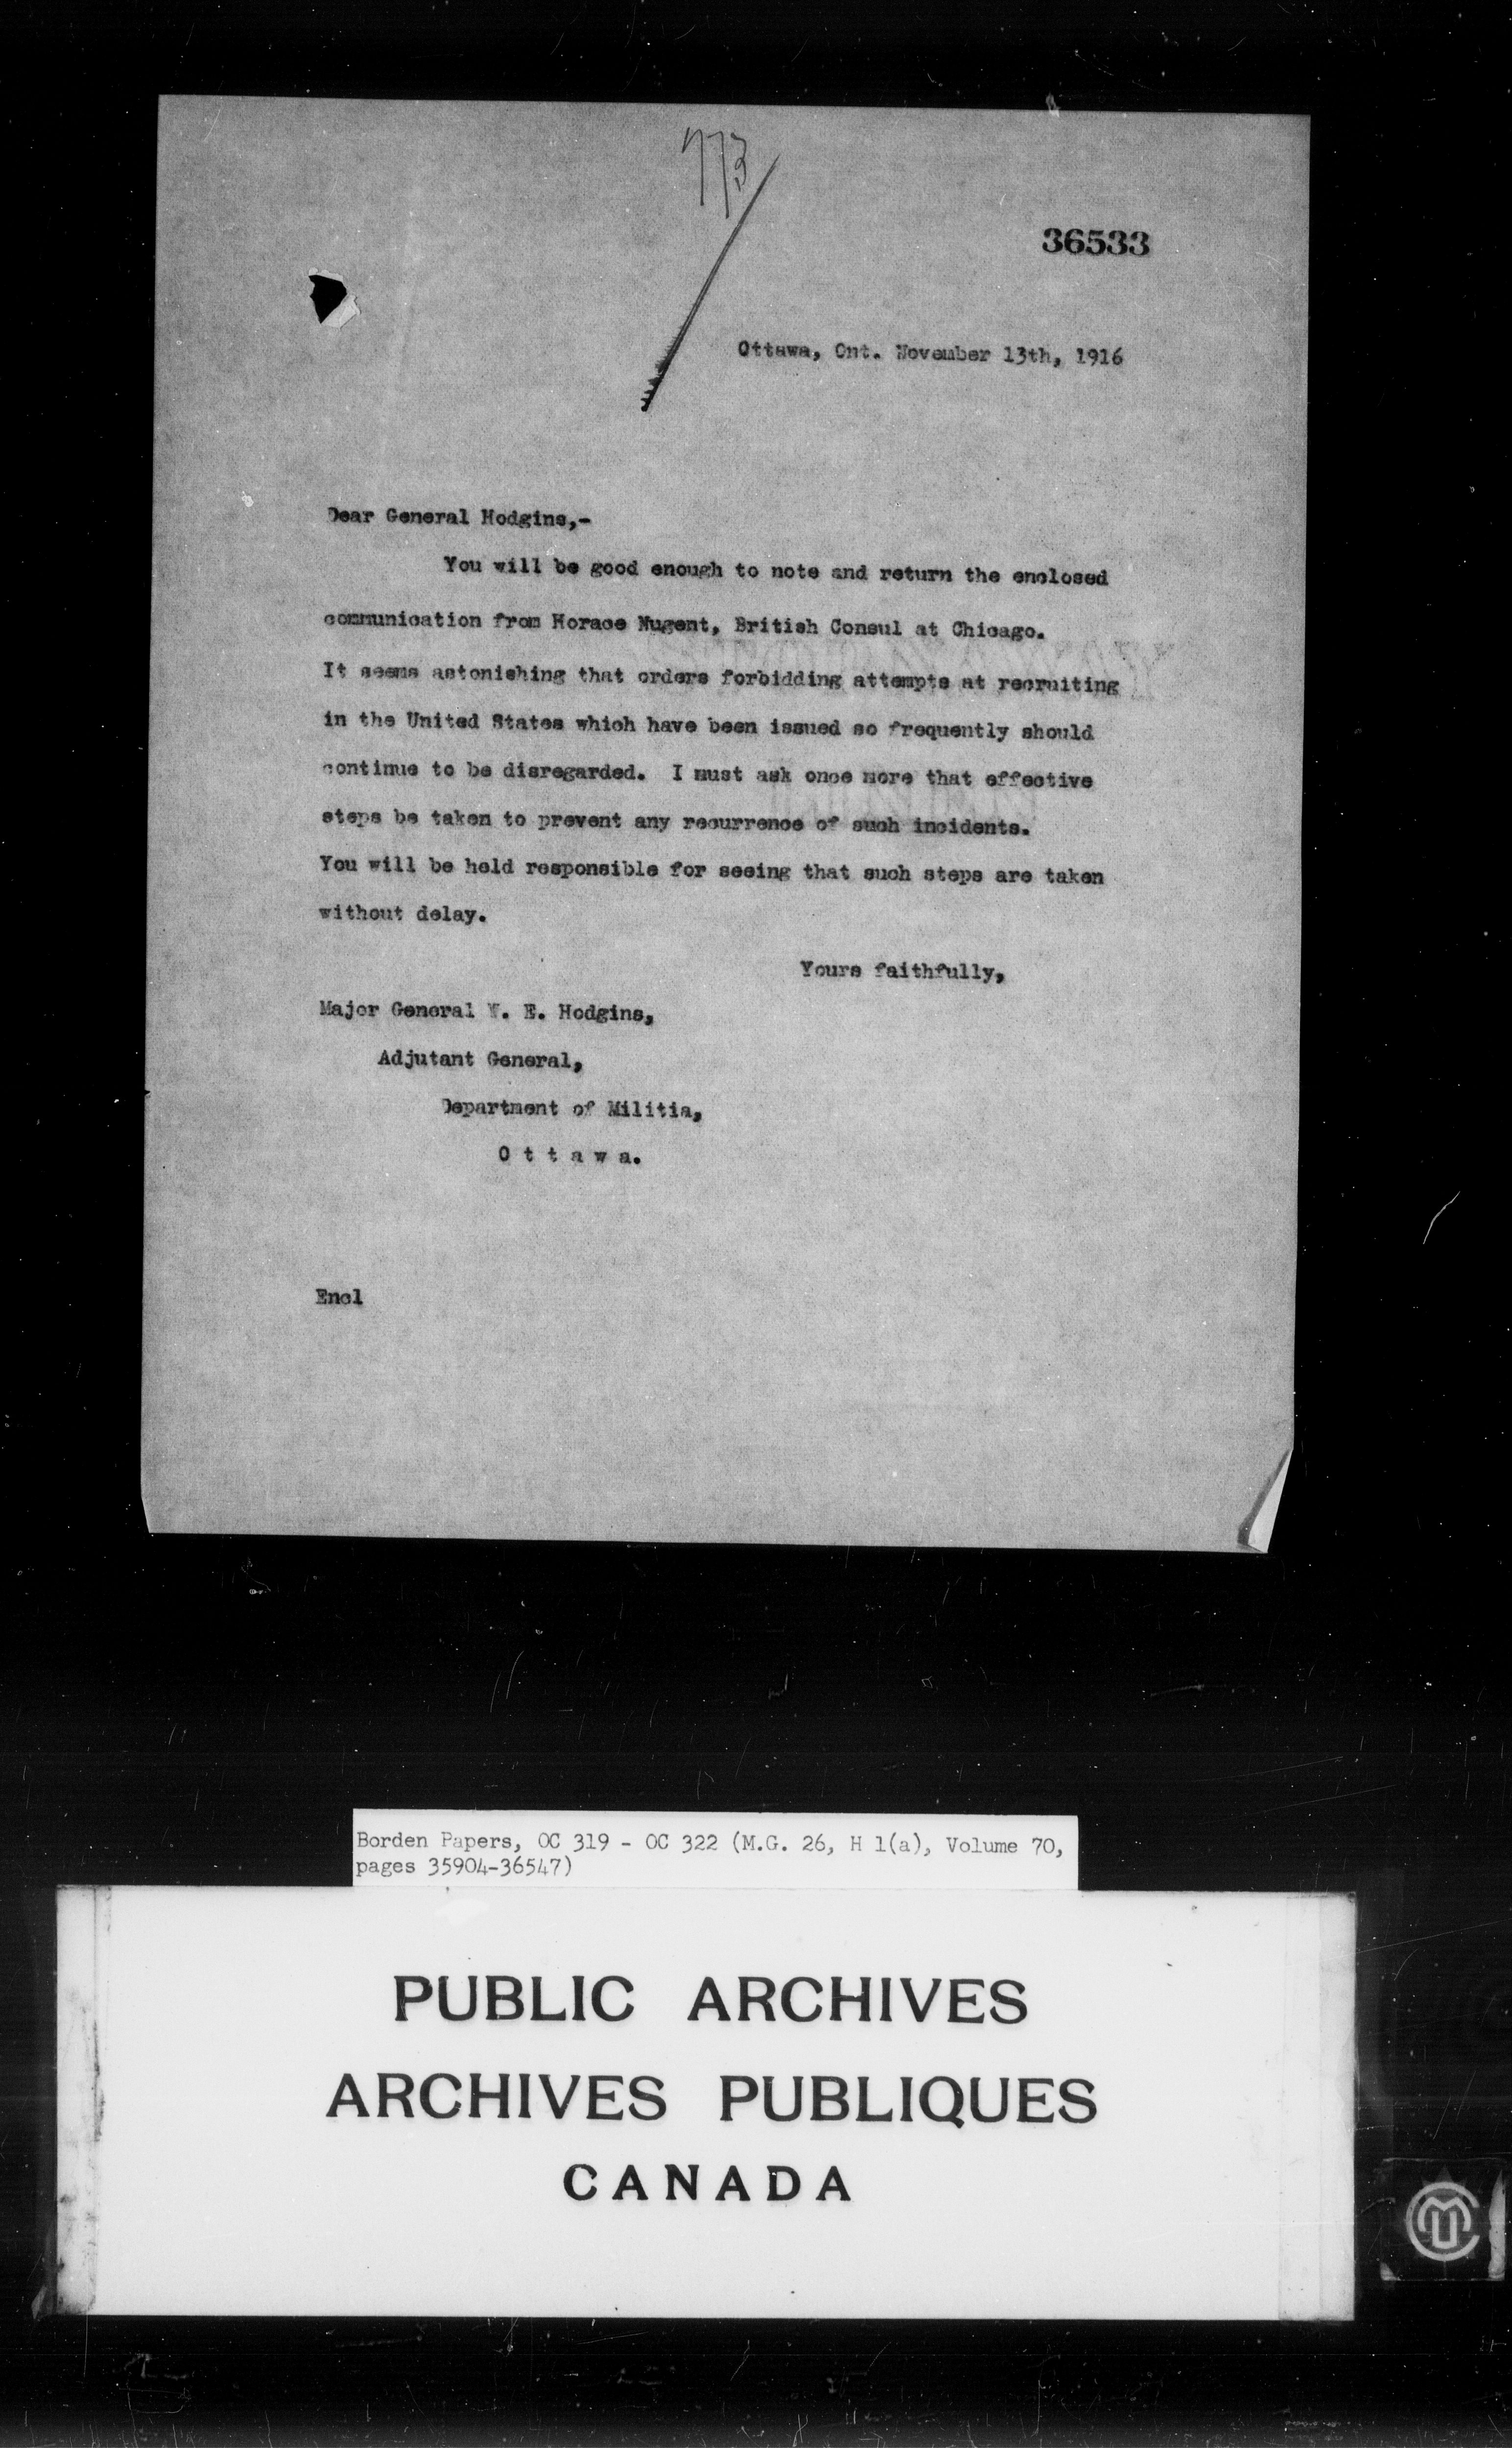 773
36533
Ottawa, Ont. November 13th, 1916
Dear General Hodgins,-
You will be good enough to note and return the enclosed
communication from Horace Nugent, British Consul at Chicago.
It seems astonishing that orders forbidding attempts at recruiting
in the United States which have been issued so frequently should
continue to be disregarded. I must ask once more that effective
steps be taken to prevent any recurrence of such incidents.
You will be held responsible for seeing that such steps are taken
without delay.
Yours faithfully,
Major General W. E. Hodgins,
Adjutant General,
Department of Militia,
O t t a w a.
Encl
Borden Papers, OC 319 - OC 322 (M.G. 26, H 1(a), Volume 70,
pages 35904-36547)
PUBLIC ARCHIVES
ARCHIVES PUBLIQUES
CANADA